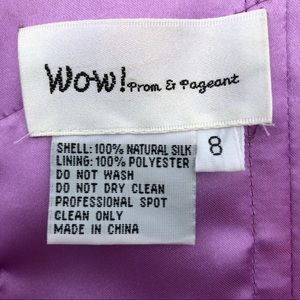 Wow! Prom & Pageant
SHELL: 100% NATURAL SILK
LINING: 100% POLYESTER
DO NOT WASH
DO NOT DRY CLEAN
PROFESSIONAL SPOT
CLEAN ONLY
MADE IN CHINA
8